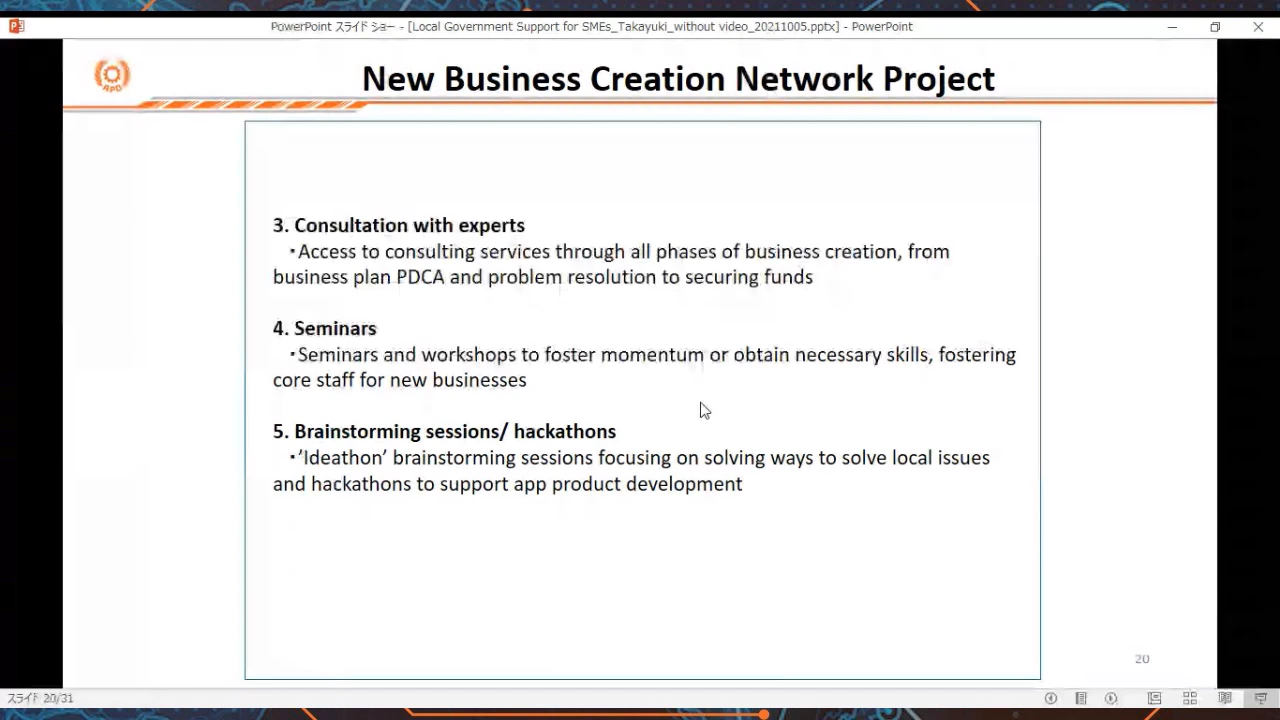 PowerPoint スライド ショー - [Local Government Support for SMEs_Takayuki_without video_20211005.pptx] - PowerPoint
APO
New Business Creation Network Project
3. Consultation with experts
・Access to consulting services through all phases of business creation, from
business plan PDCA and problem resolution to securing funds
4. Seminars
・Seminars and workshops to foster momentum or obtain necessary skills, fostering
core staff for new businesses
5. Brainstorming sessions/ hackathons
・’Ideathon’ brainstorming sessions focusing on solving ways to solve local issues
and hackathons to support app product development
20
スライド 20/31